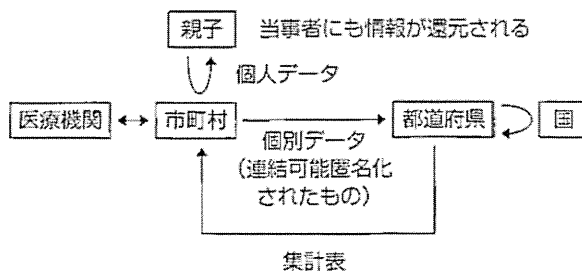 親子 当事者にも情報が還元される
個人データ
医療機関 市町村 都道府県 国
個別データ
(連結可能匿名化
されたもの)
集計表